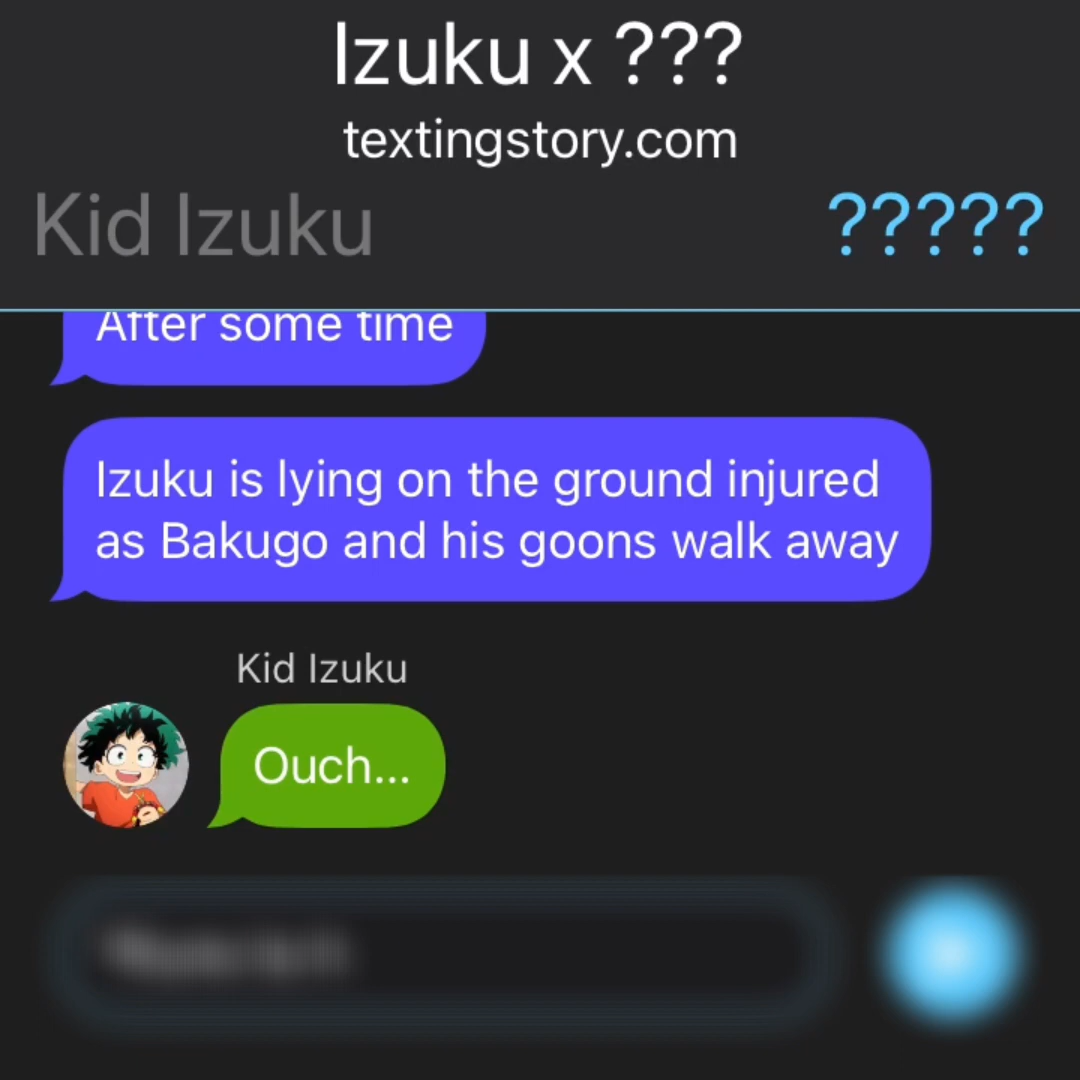 Izuku x ???
textingstory.com
Kid Izuku
?????
After some time
Izuku is lying on the ground injured
as Bakugo and his goons walk away
Kid Izuku
Ouch...